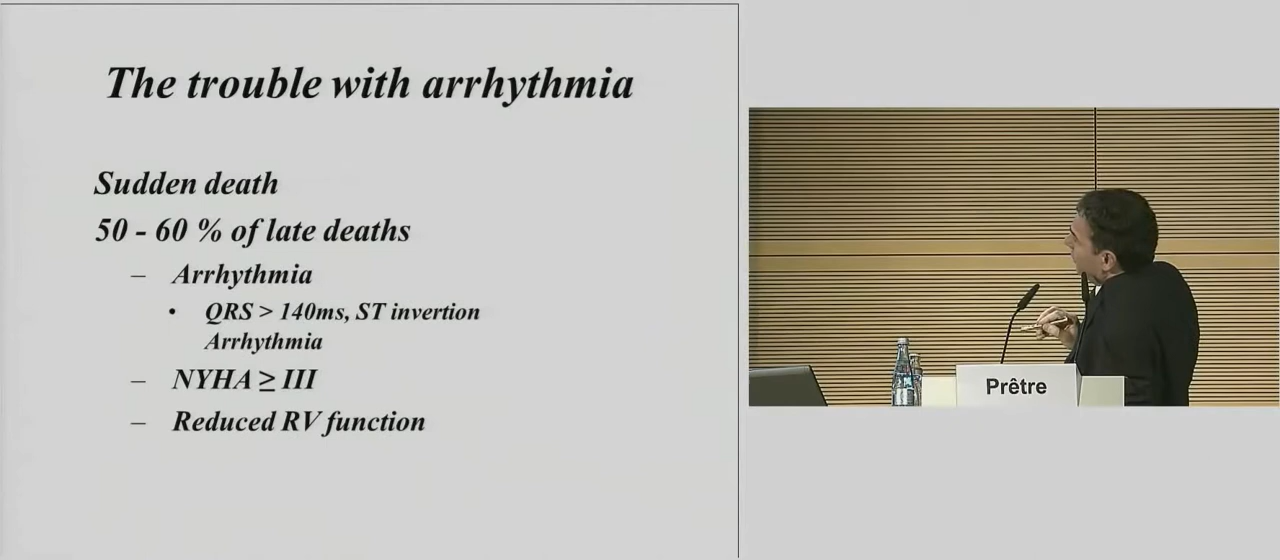 The trouble with arrhythmia
Sudden death
50 - 60 % of late deaths
– Arrhythmia
• QRS > 140ms, ST invertion
Arrhythmia
– NYHA ≥ III
– Reduced RV function
Prêtre